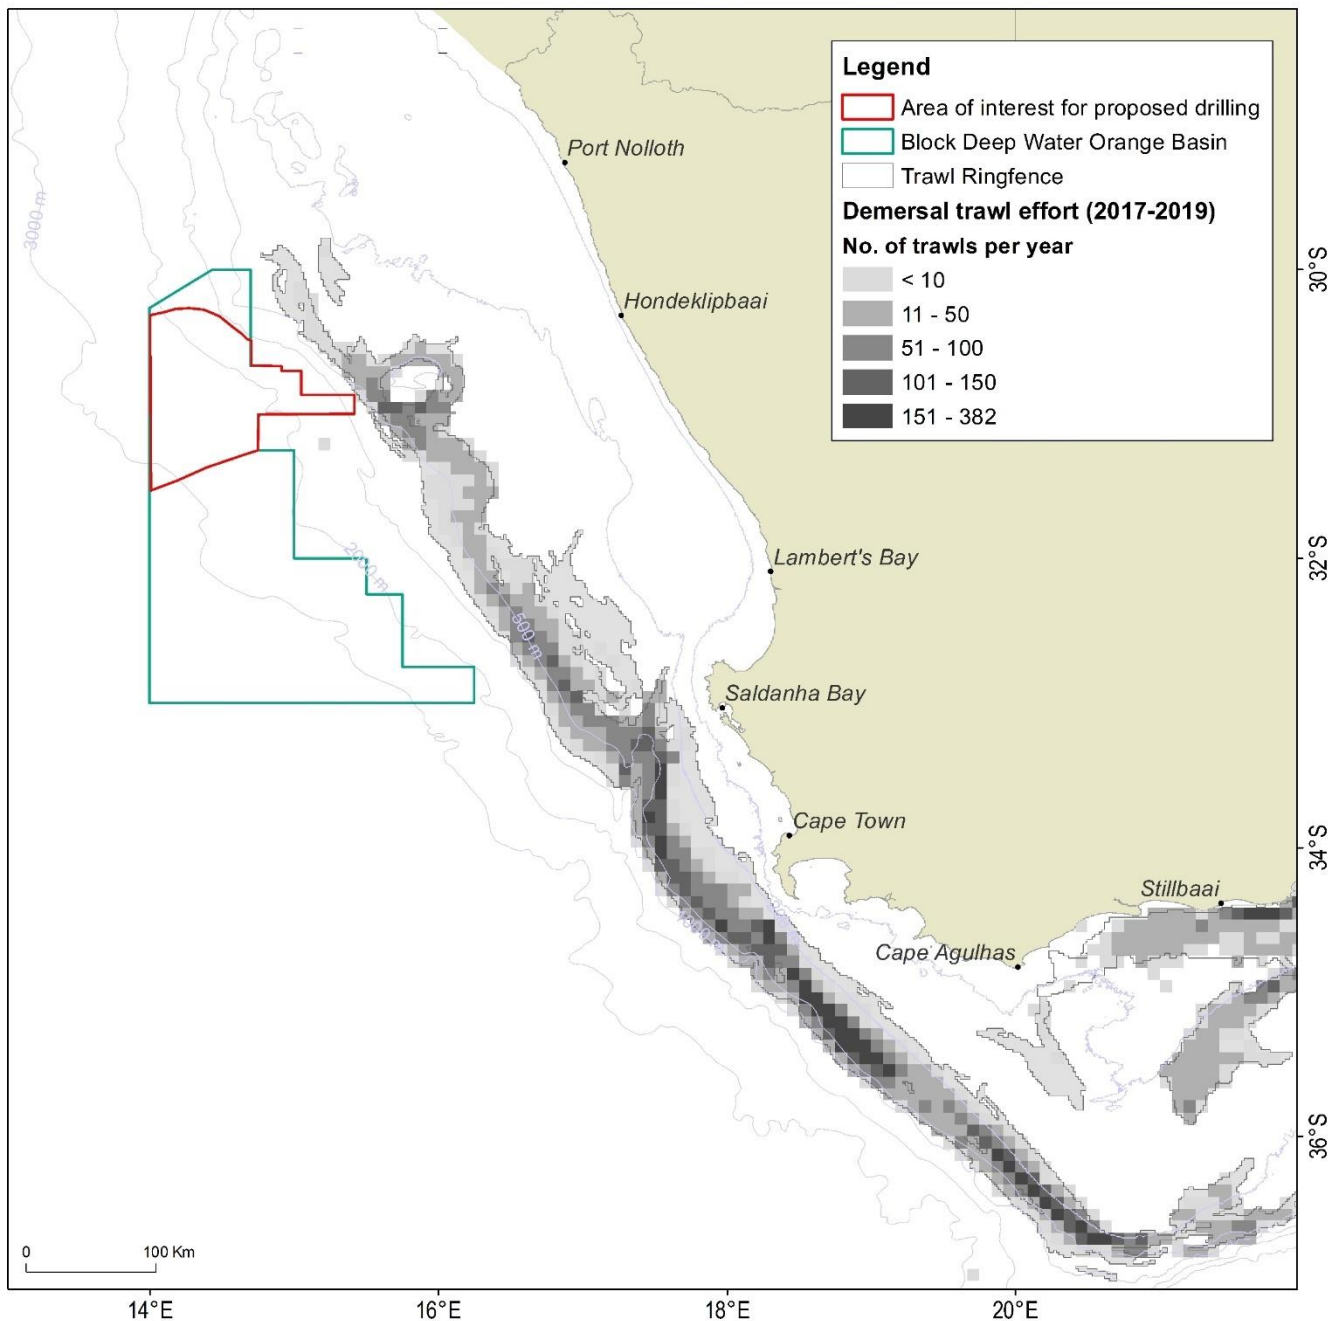 Legend
Area of interest for proposed drilling
Block Deep Water Orange Basin
Trawl Ringfence
Demersal trawl effort (2017-2019)
No. of trawls per year
< 10
11 - 50
51 - 100
101 - 150
151 - 382
Port Nolloth
3000 m
30°S
Hondeklipbaai
2000 m
32°S
Lambert's Bay
500 m
Saldanha Bay
Cape Town
34°S
Stillbaai
Cape Agulhas
36°S
0 100 Km
14°E 16°E 18°E 20°E